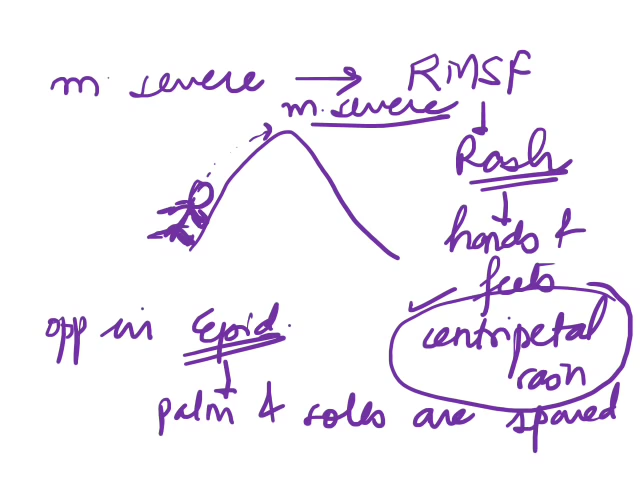 m. severe → RMSF
m. severe
Rash
hands &
feets
centripetal
rash
opp in Epid.
palm & soles are spared